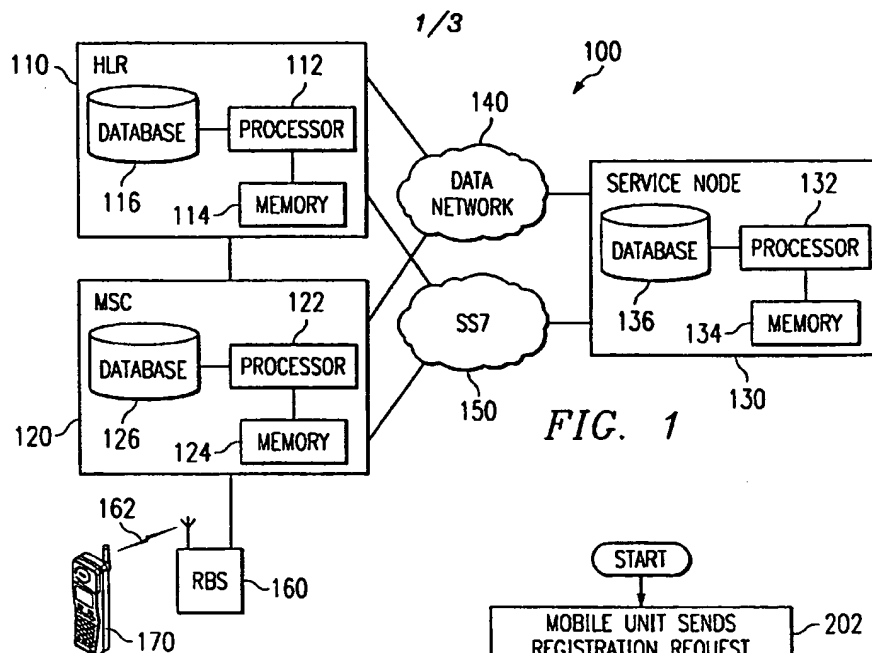 1/3
110
HLR
112
DATABASE
PROCESSOR
116
114
MEMORY
100
140
DATA
NETWORK
SERVICE NODE
132
DATABASE
PROCESSOR
136
134
MEMORY
130
MSC
122
DATABASE
PROCESSOR
120
126
124
MEMORY
SS7
150
FIG. 1
162
RBS
160
170
START
MOBILE UNIT SENDS
REGISTRATION REQUEST
202